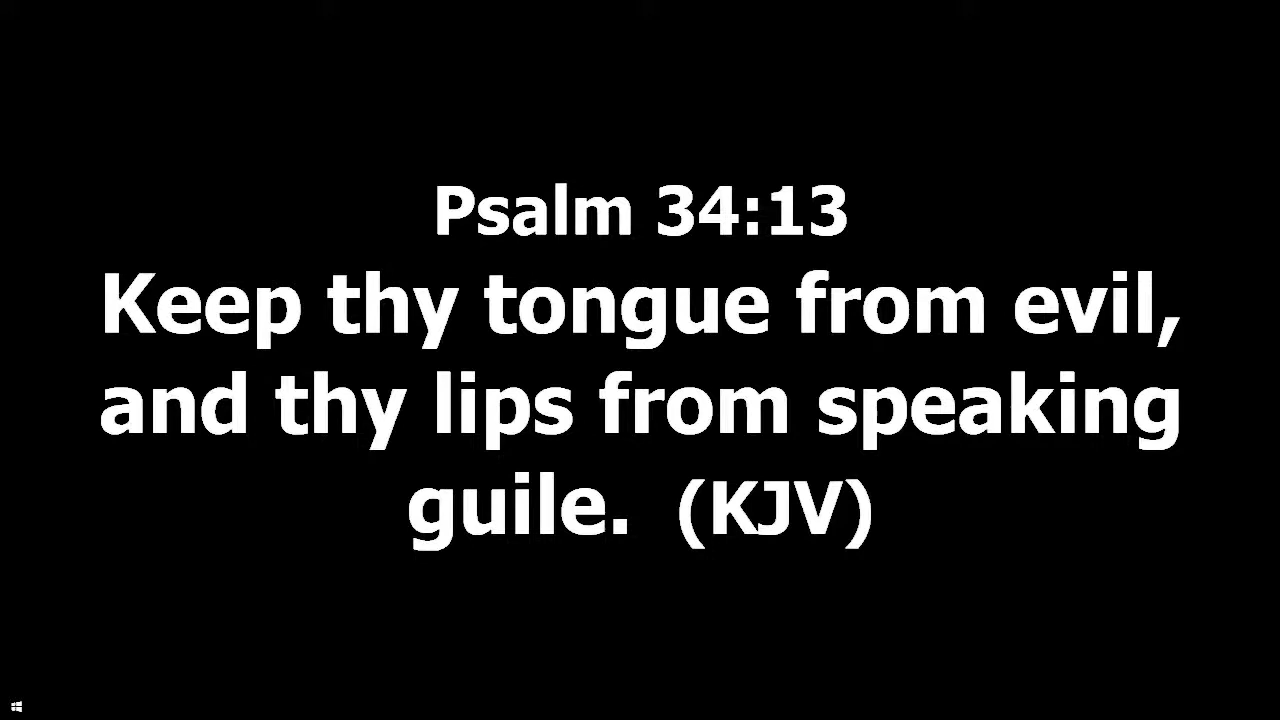 Psalm 34:13
Keep thy tongue from evil,
and thy lips from speaking
guile.  (KJV)